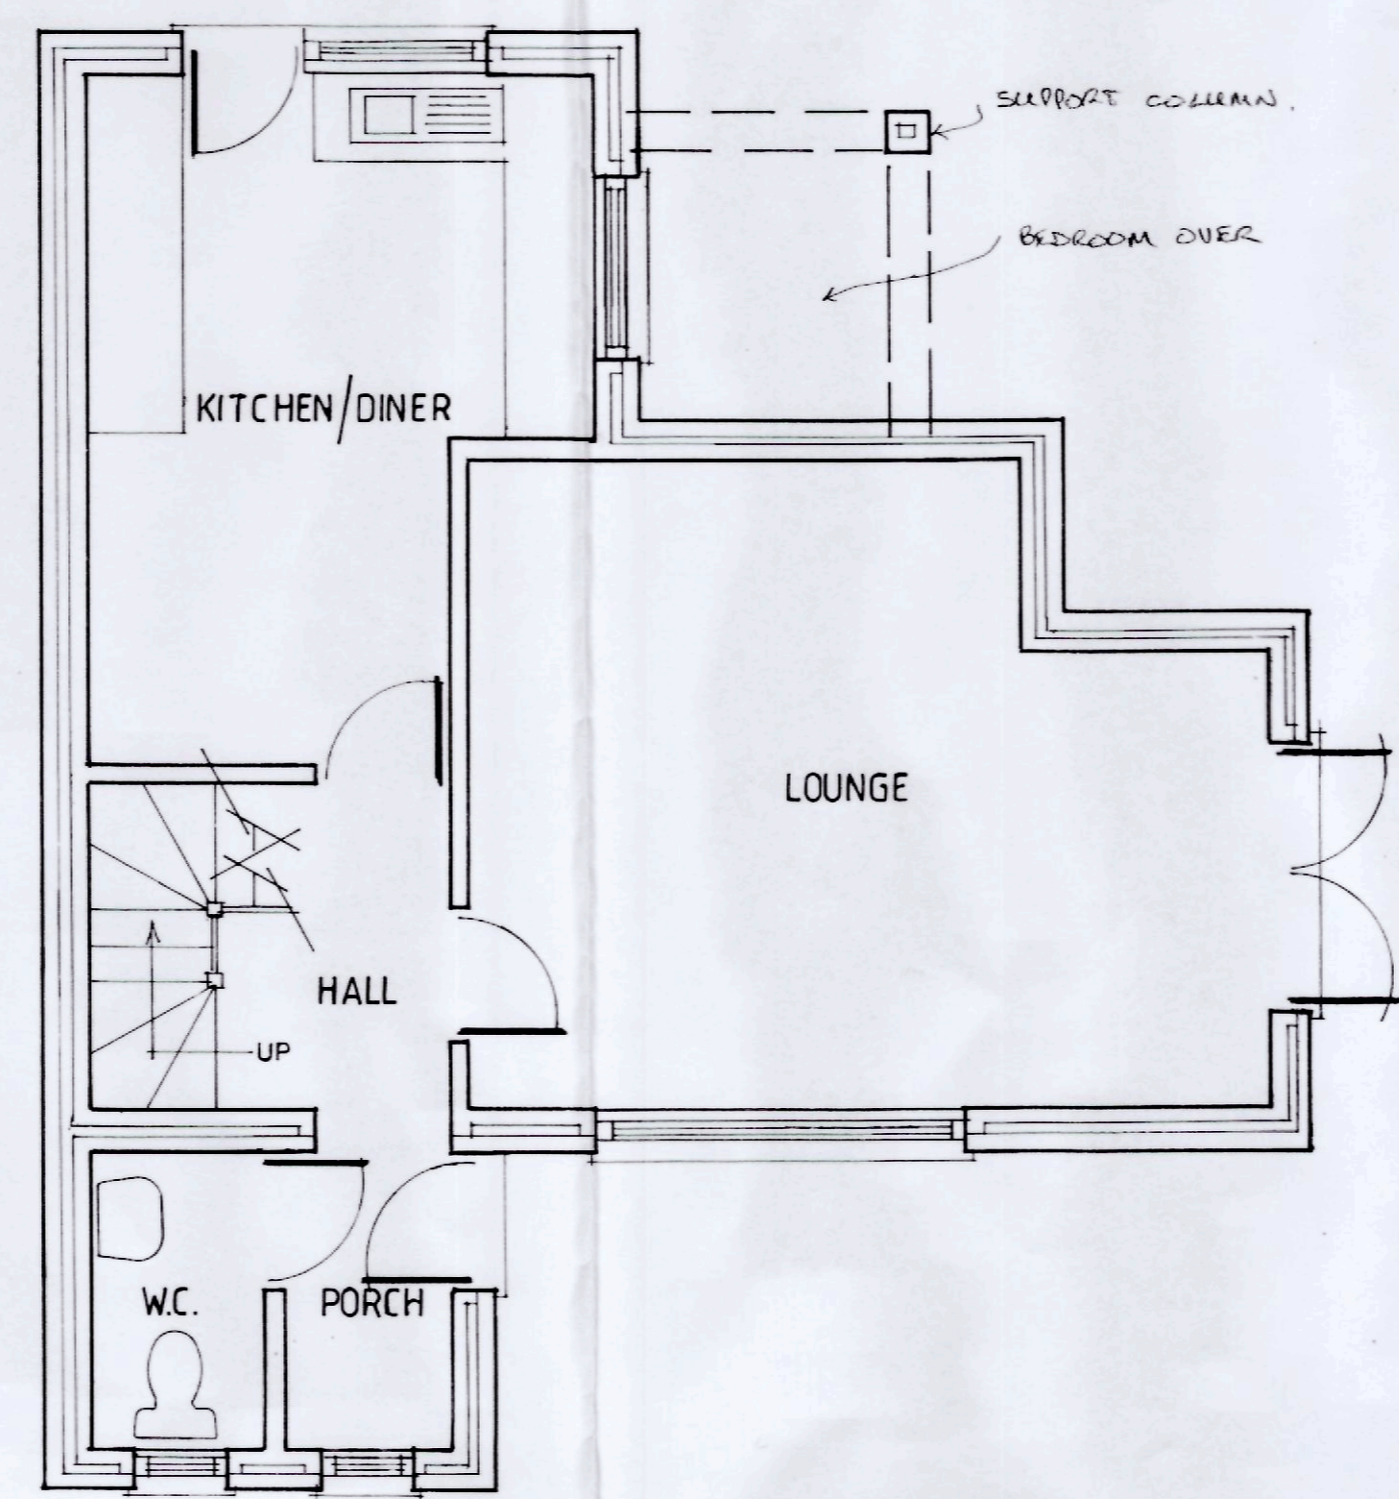 SUPPORT COLUMN.
BEDROOM OVER
KITCHEN/DINER
LOUNGE
HALL
UP
W.C.
PORCH